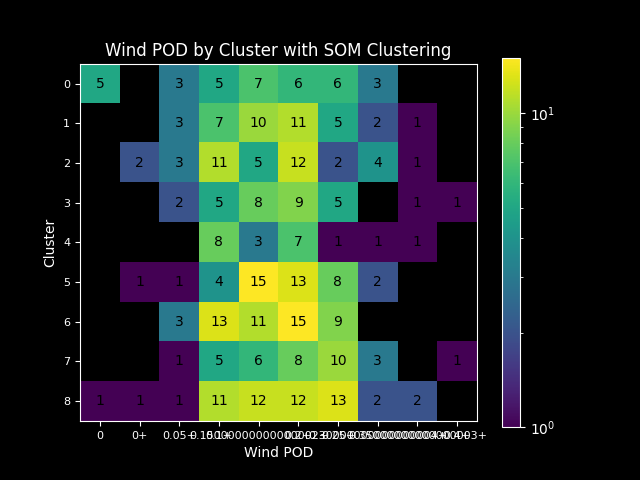 Wind POD by Cluster with SOM Clustering
0 5 3 5 7 6 6 3
1 3 7 10 11 5 2 1
2 2 3 11 5 12 2 4 1
3 2 5 8 9 5 1 1
4 8 3 7 1 1 1
5 1 1 4 15 13 8 2
6 3 13 11 15 9
7 1 5 6 8 10 3 1
8 1 1 1 11 12 12 13 2 2
0 0+ 0.05+
Wind POD
Cluster
10¹
10⁰